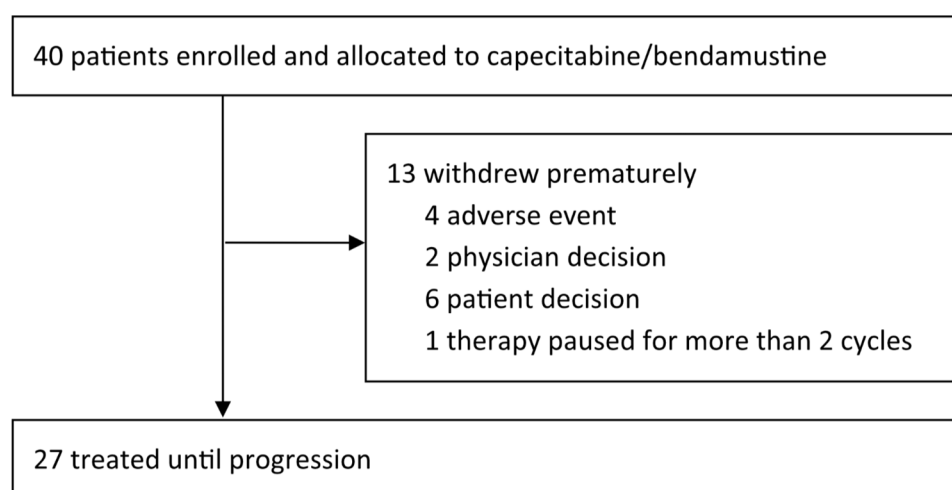 40 patients enrolled and allocated to capecitabine/bendamustine
13 withdrew prematurely
4 adverse event
2 physician decision
6 patient decision
1 therapy paused for more than 2 cycles
27 treated until progression